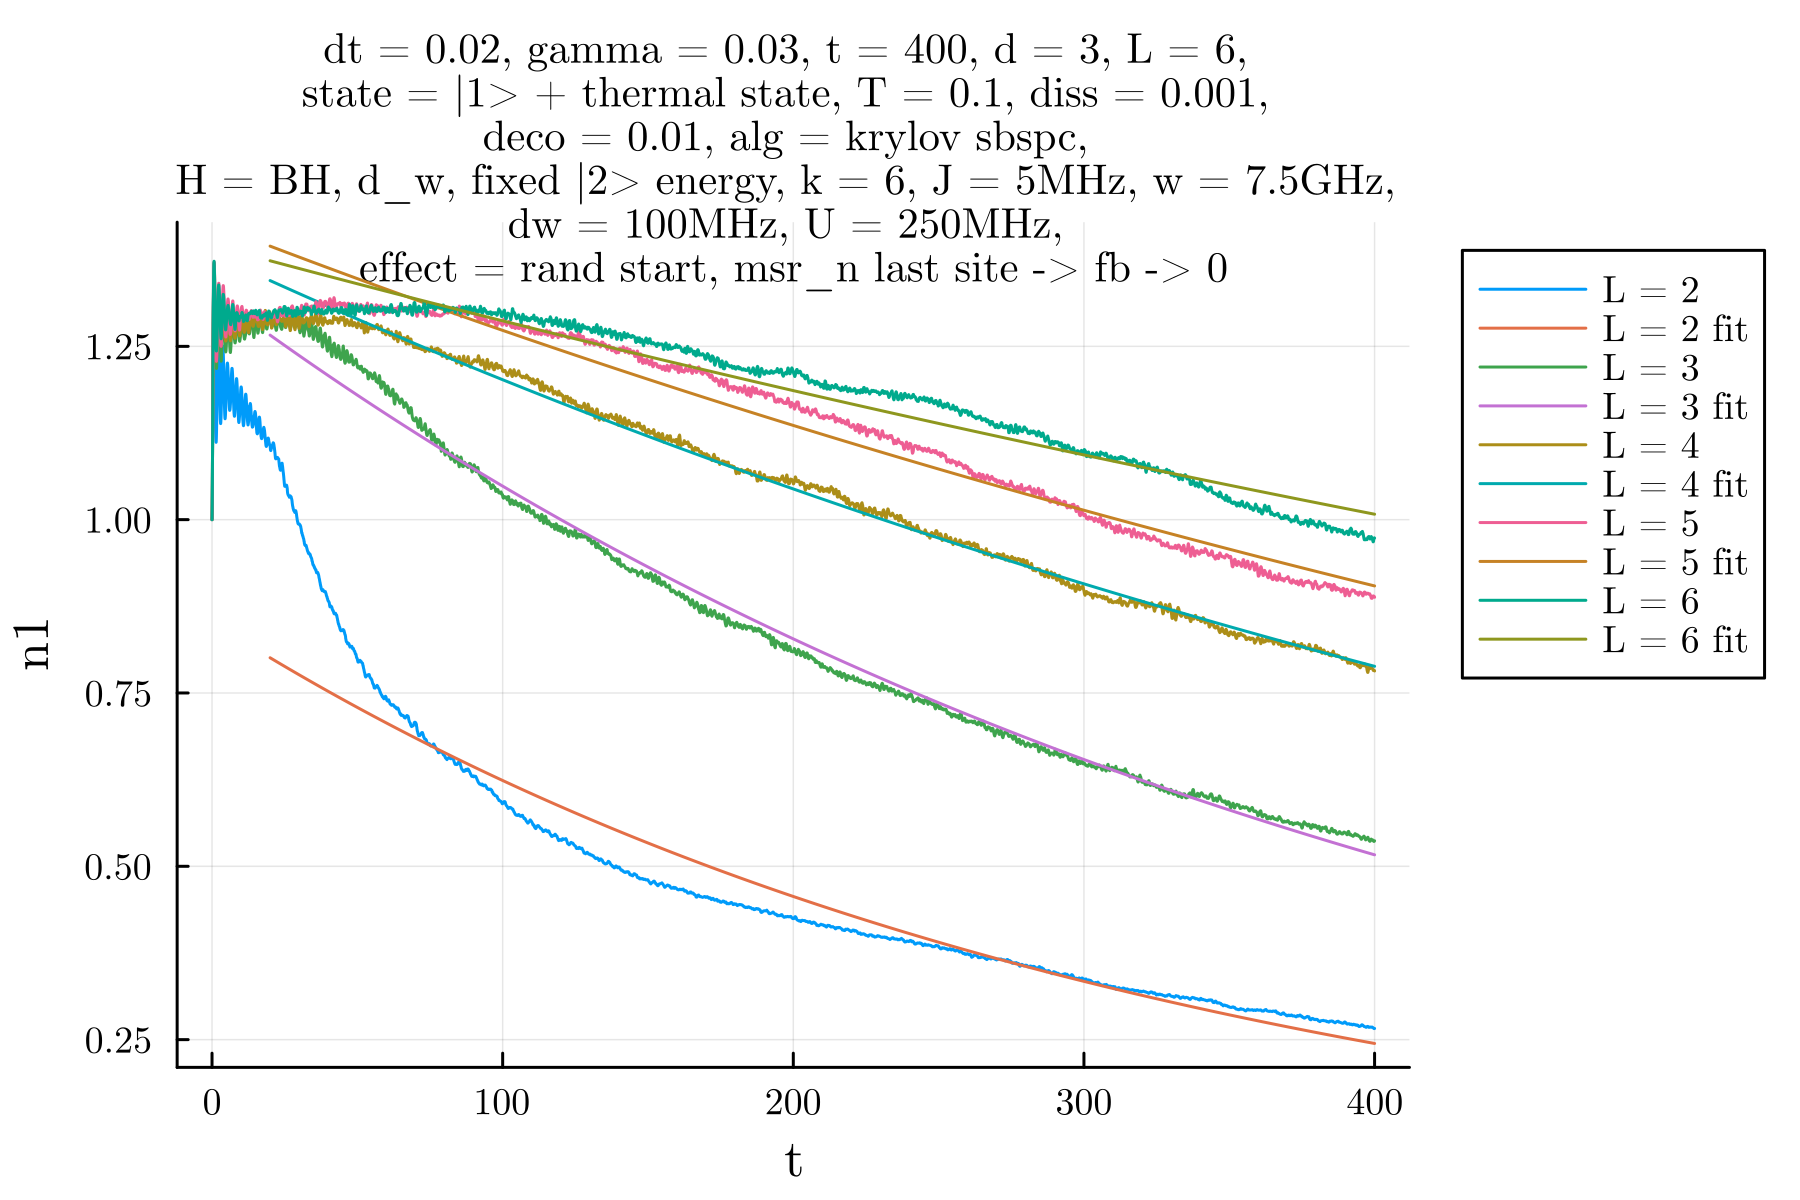 dt = 0.02, gamma = 0.03, t = 400, d = 3, L = 6,
state = |1> + thermal state, T = 0.1, diss = 0.001,
deco = 0.01, alg = krylov sbspc,
H = BH, d_w, fixed |2> energy, k = 6, J = 5MHz, w = 7.5GHz,
dw = 100MHz, U = 250MHz,
effect = rand start, msr_n last site -> fb -> 0
1.25
1.00
0.75
0.50
0.25
n1
0 100 200 300 400
t
L = 2
L = 2 fit
L = 3
L = 3 fit
L = 4
L = 4 fit
L = 5
L = 5 fit
L = 6
L = 6 fit